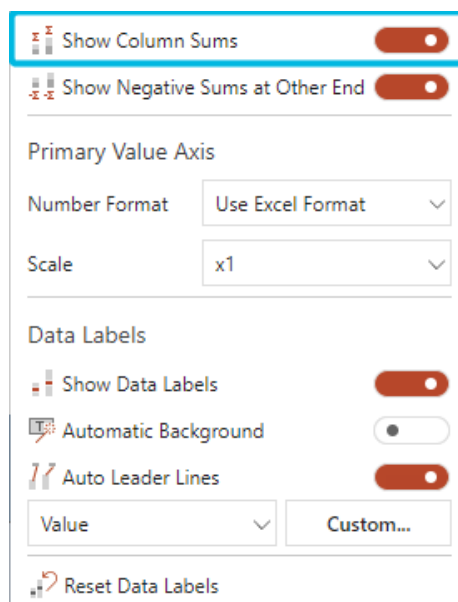 Show Column Sums
Show Negative Sums at Other End
Primary Value Axis
Number Format Use Excel Format
Scale x1
Data Labels
Show Data Labels
Automatic Background
Auto Leader Lines
Value Custom...
Reset Data Labels